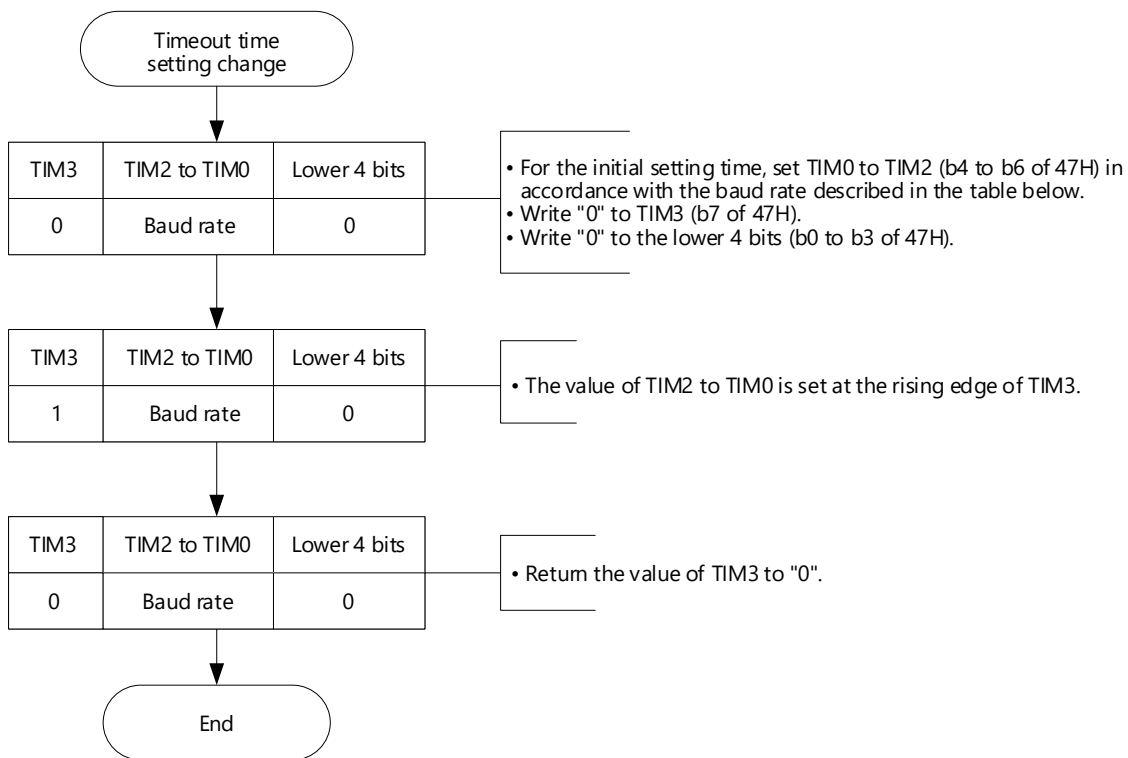 Timeout time
setting change
TIM3 TIM2 to TIM0 Lower 4 bits
0 Baud rate 0
• For the initial setting time, set TIM0 to TIM2 (b4 to b6 of 47H) in
accordance with the baud rate described in the table below.
• Write "0" to TIM3 (b7 of 47H).
• Write "0" to the lower 4 bits (b0 to b3 of 47H).
TIM3 TIM2 to TIM0 Lower 4 bits
1 Baud rate 0
• The value of TIM2 to TIM0 is set at the rising edge of TIM3.
TIM3 TIM2 to TIM0 Lower 4 bits
0 Baud rate 0
• Return the value of TIM3 to "0".
End